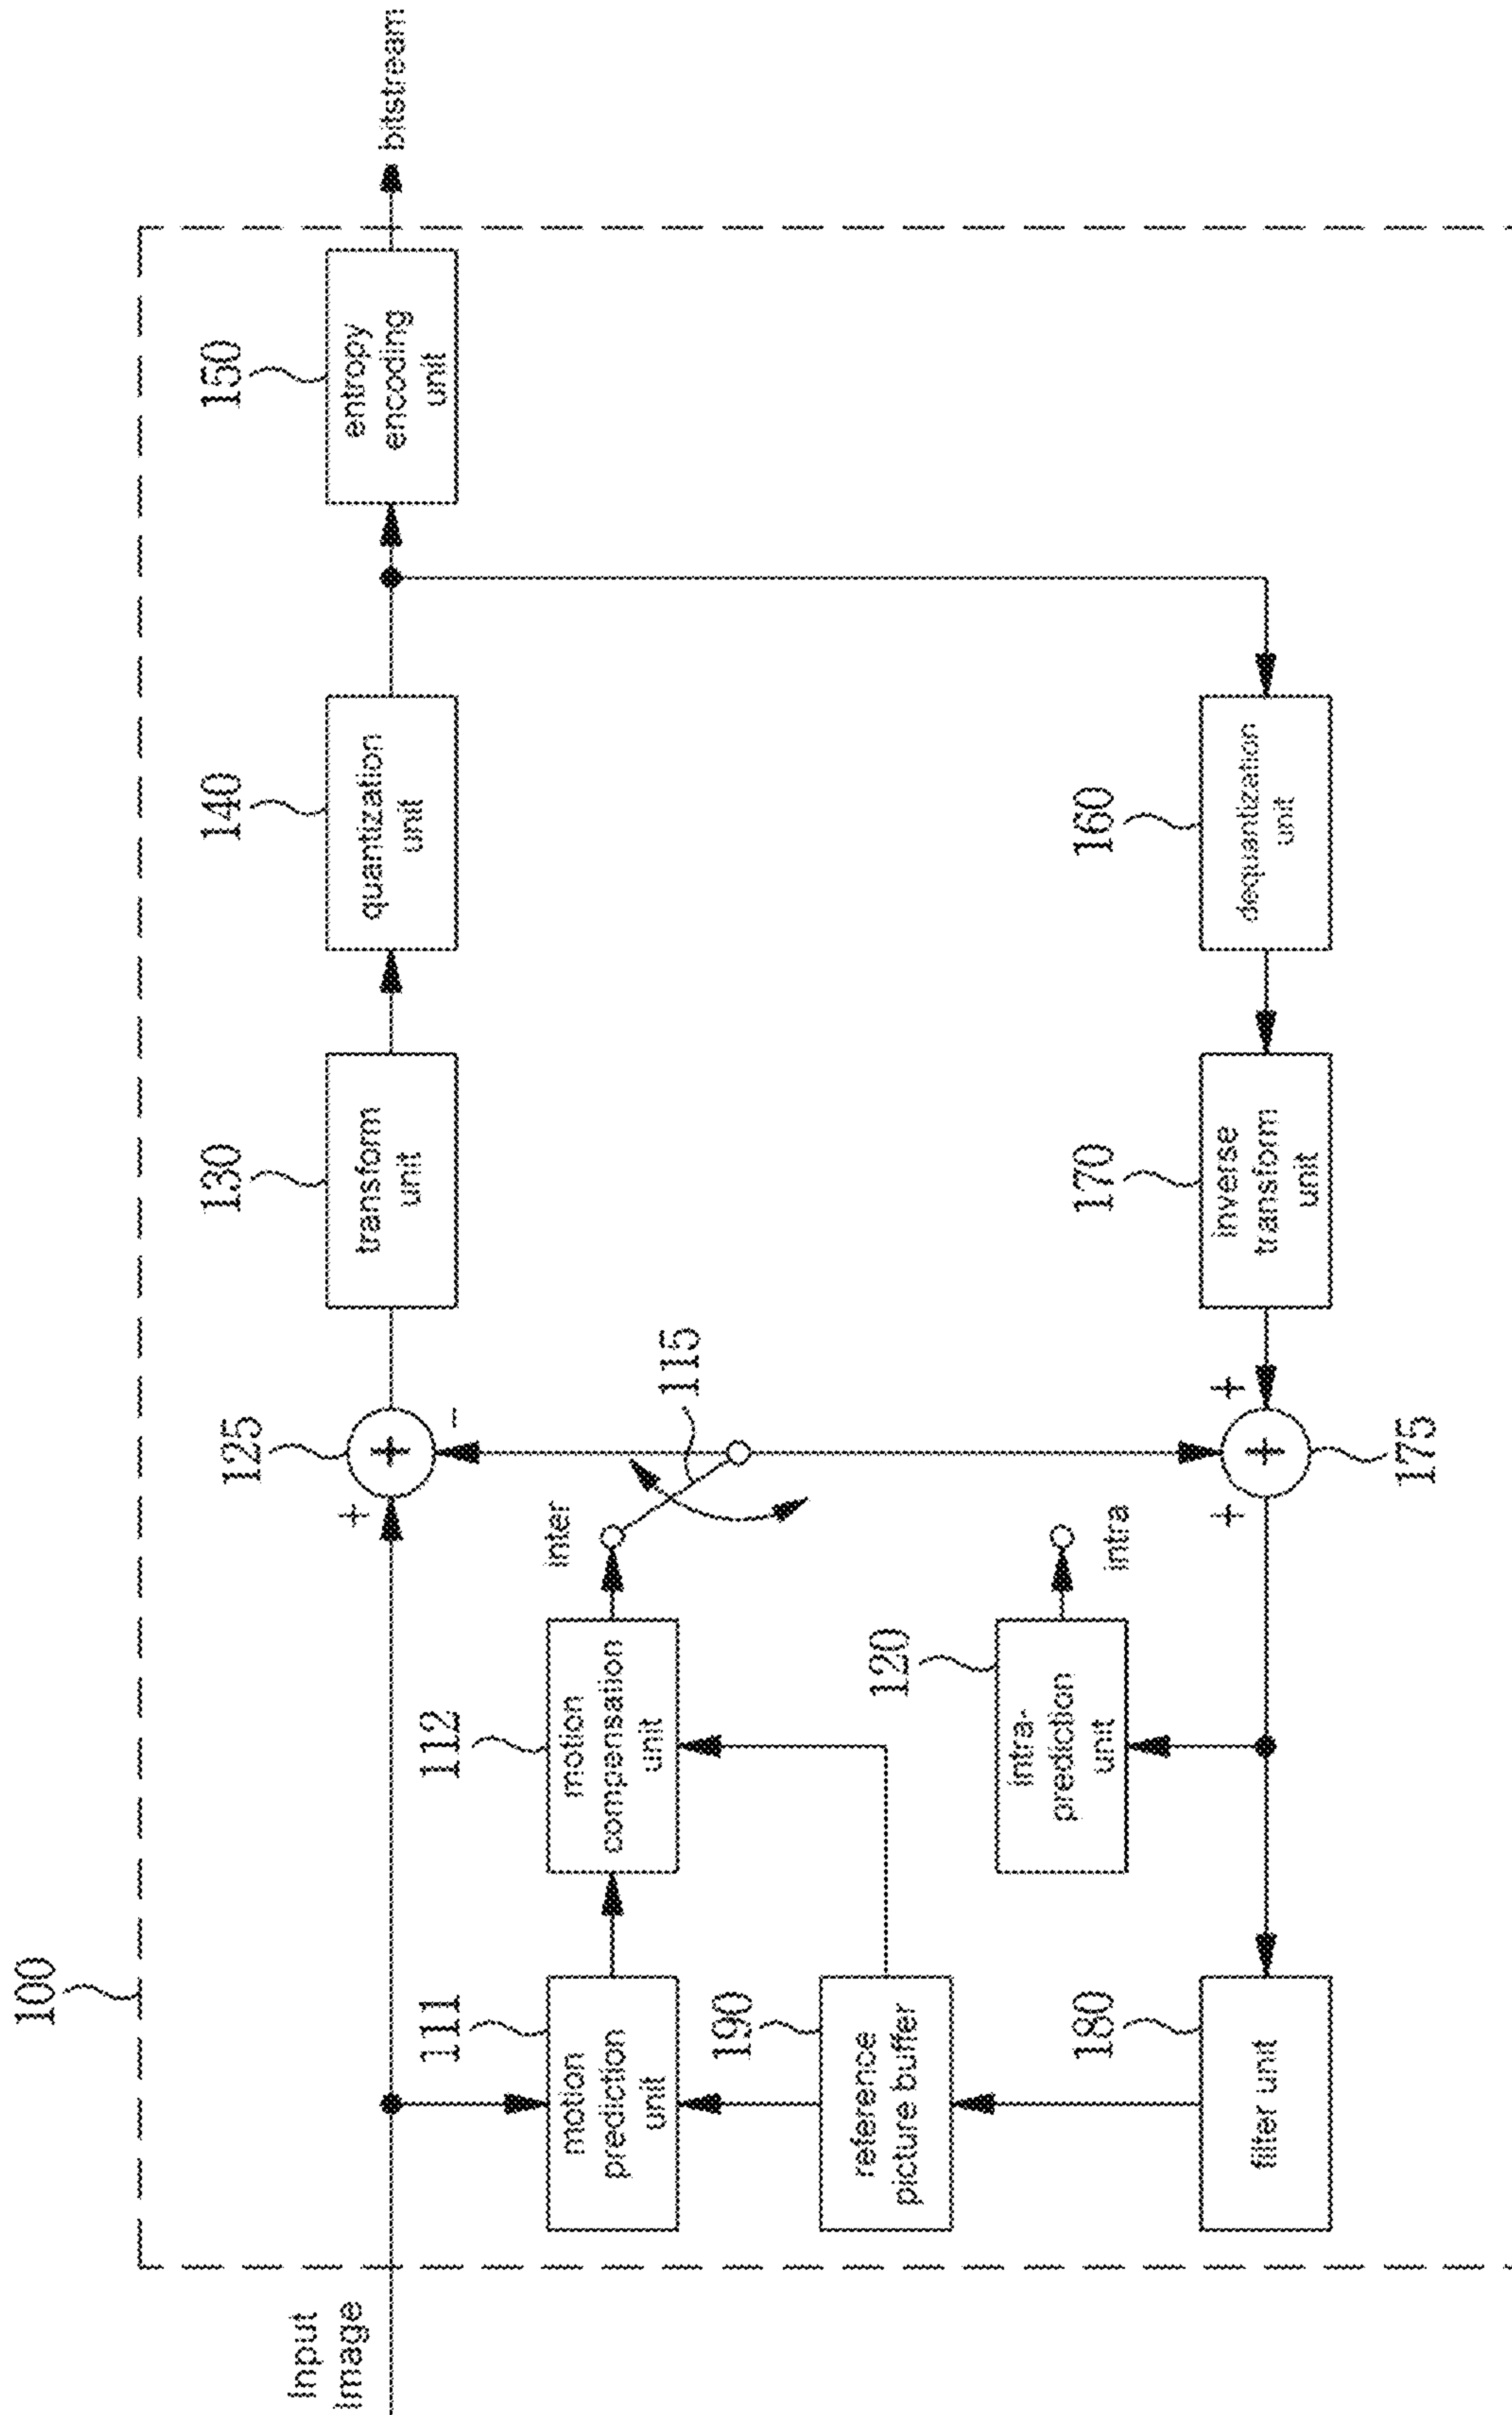 100
Input
image
+
125
-
130
transform
unit
140
quantization
unit
150
entropy
encoding
unit
bitstream
111
motion
prediction
unit
112
motion
compensation
unit
inter
115
190
reference
picture buffer
120
intra-
prediction
unit
intra
180
filter unit
+
+
175
170
inverse
transform
unit
160
dequantization
unit
+
+